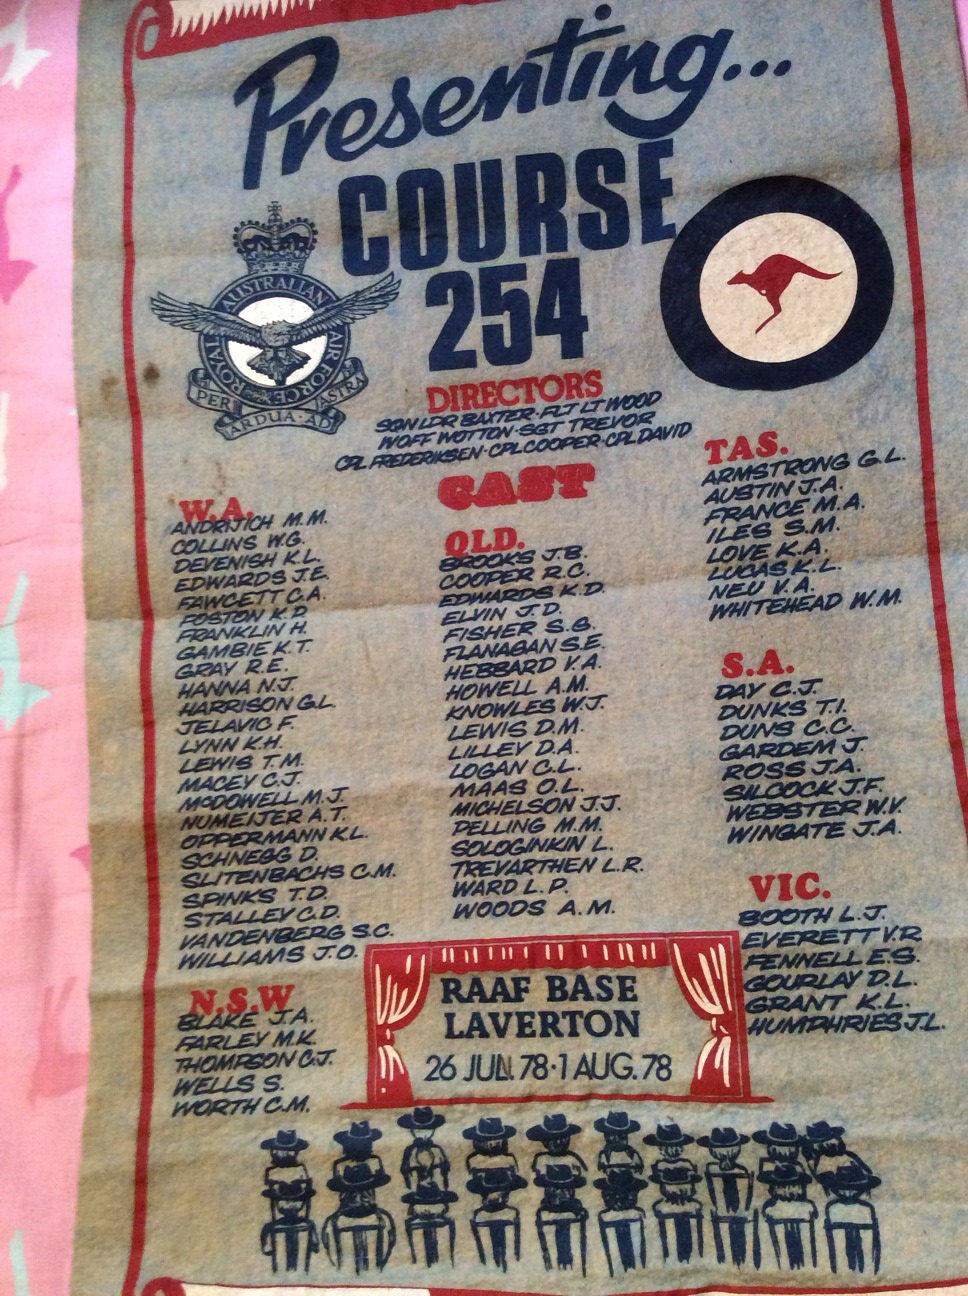 Presenting...
COURSE
254
AUSTRALIAN
ROYAL AIR FORCE
PER ARDUA AD ASTRA
DIRECTORS
SQN LDR BAXTER · FLT LT WOOD
WOFF WOTTON · SGT TREVOR
CPL FREDERIKSEN · CPL COOPER · CPL DAVID
CAST
W.A.
ANDRIJICH M.M.
COLLINS W.G.
DEVENISH K.L.
EDWARDS J.E.
FAWCETT C.A.
POSTON K.D.
FRANKLIN H.
GAMBIE K.T.
GRAY R.E.
HANNA N.J.
HARRISON G.L.
JELAVIC F.
LYNN K.H.
LEWIS T.M.
MACEY C.J.
McDOWELL M.J.
NUMEIJER A.T.
OPPERMANN K.L.
SCHNEGG D.
SLITENBACHS C.M.
SPINKS T.D.
STALLEY C.D.
VANDENBERG S.C.
WILLIAMS J.O.
N.S.W
BLAKE J.A.
FARLEY M.K.
THOMPSON C.J.
WELLS S.
WORTH C.M.
QLD.
BROOKS J.B.
COOPER R.C.
EDWARDS K.D.
ELVIN J.D.
FISHER S.G.
FLANAGAN S.E.
HEBBARD V.A.
HOWELL A.M.
KNOWLES W.J.
LEWIS D.M.
LILLEY D.A.
LOGAN C.L.
MAAS O.L.
MICHELSON J.J.
PELLING M.M.
SOLOGINKIN L.
TREVARTHEN L.R.
WARD L.P.
WOODS A.M.
TAS.
ARMSTRONG G.L.
AUSTIN J.A.
FRANCE M.A.
ILES S.M.
LOVE K.A.
LUCAS K.L.
NEU V.A.
WHITEHEAD W.M.
S.A.
DAY C.J.
DUNKS T.I.
DUNS C.C.
GARDEM J.
ROSS J.A.
SILCOCK J.F.
WEBSTER W.V.
WINGATE J.A.
VIC.
BOOTH L.J.
EVERETT V.R
FENNELL E.S.
GOURLAY D.L.
GRANT K.L.
HUMPHRIES J.L.
RAAF BASE
LAVERTON
26 JUN. 78 · 1 AUG. 78